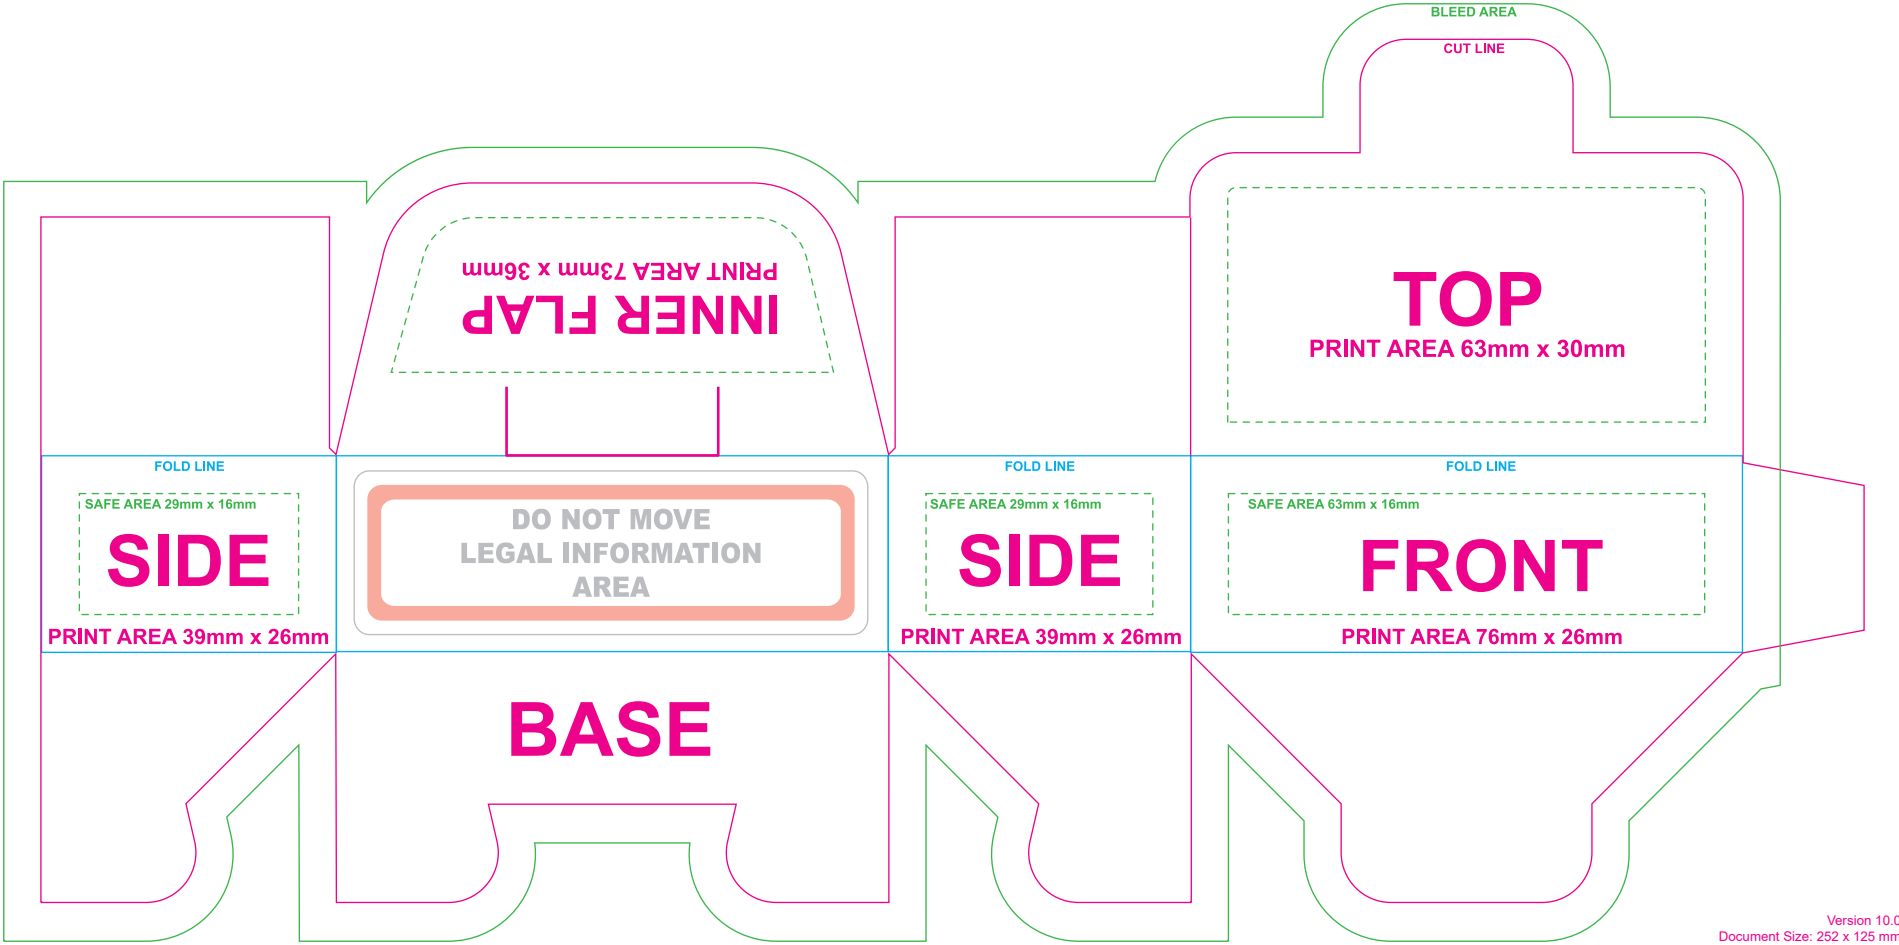 BLEED AREA
CUT LINE
INNER FLAP
PRINT AREA 73mm x 36mm
TOP
PRINT AREA 63mm x 30mm
FOLD LINE
SAFE AREA 29mm x 16mm
SIDE
PRINT AREA 39mm x 26mm
DO NOT MOVE
LEGAL INFORMATION
AREA
FOLD LINE
SAFE AREA 29mm x 16mm
SIDE
PRINT AREA 39mm x 26mm
FOLD LINE
SAFE AREA 63mm x 16mm
FRONT
PRINT AREA 76mm x 26mm
BASE
Version 10.0
Document Size: 252 x 125 mm